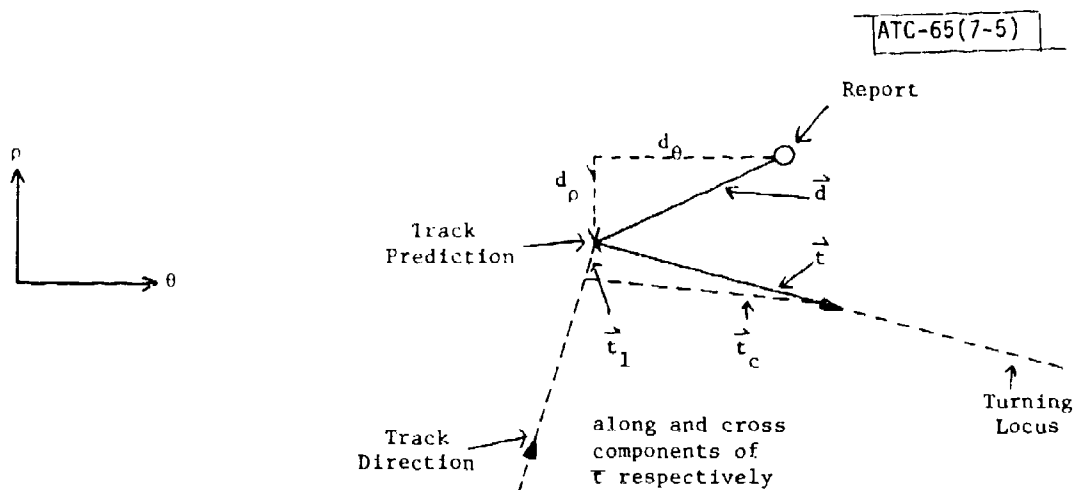 ATC-65(7-5)
Report
ρ
d_θ
d_ρ
d⃗
Track
Prediction
t⃗
θ
t⃗_l
t⃗_c
Turning
Locus
Track
Direction
along and cross
components of
t̄ respectively